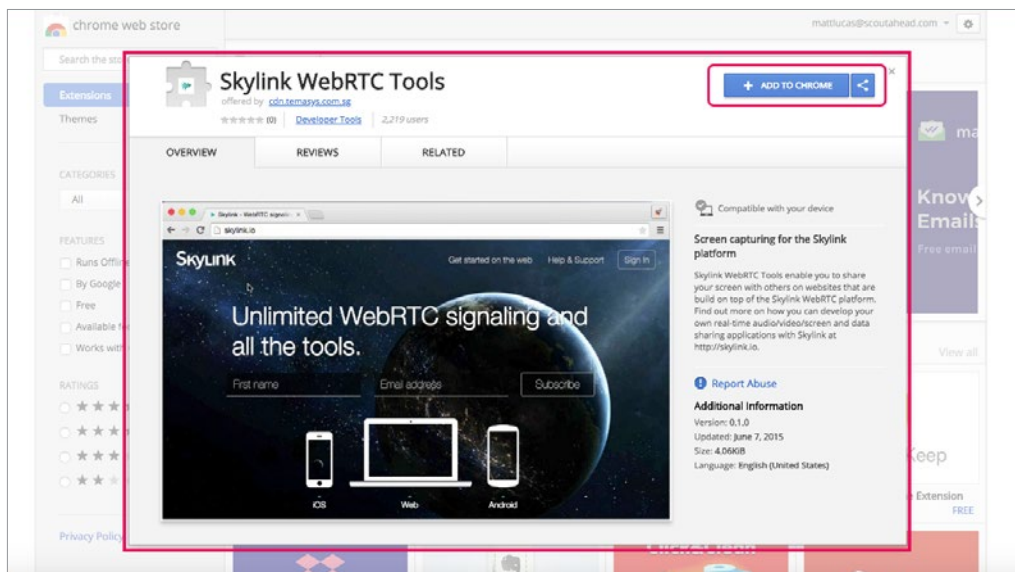 chrome web store
mattlucas@scoutahead.com
Search the sto
Extensions
Themes
CATEGORIES
All
FEATURES
Runs Offline
By Google
Free
Available fo
Works with
RATINGS
Privacy Policy
Skylink WebRTC Tools
offered by cdn.temasys.com.sg
(0) Developer Tools 2,219 users
+ ADD TO CHROME
OVERVIEW REVIEWS RELATED
Skylink - WebRTC signalin
skylink.io
SKYLINK
Get started on the web Help & Support Sign In
Unlimited WebRTC signaling and
all the tools.
First name Email address Subscribe
iOS Web Android
Compatible with your device
Screen capturing for the Skylink
platform
Skylink WebRTC Tools enable you to share
your screen with others on websites that are
build on top of the Skylink WebRTC platform.
Find out more on how you can develop your
own real-time audio/video/screen and data
sharing applications with Skylink at
http://skylink.io.
Report Abuse
Additional Information
Version: 0.1.0
Updated: June 7, 2015
Size: 4.06KiB
Language: English (United States)
ma
Know
Emails
Free email
View all
Keep
Extension
FREE
Click&Clean